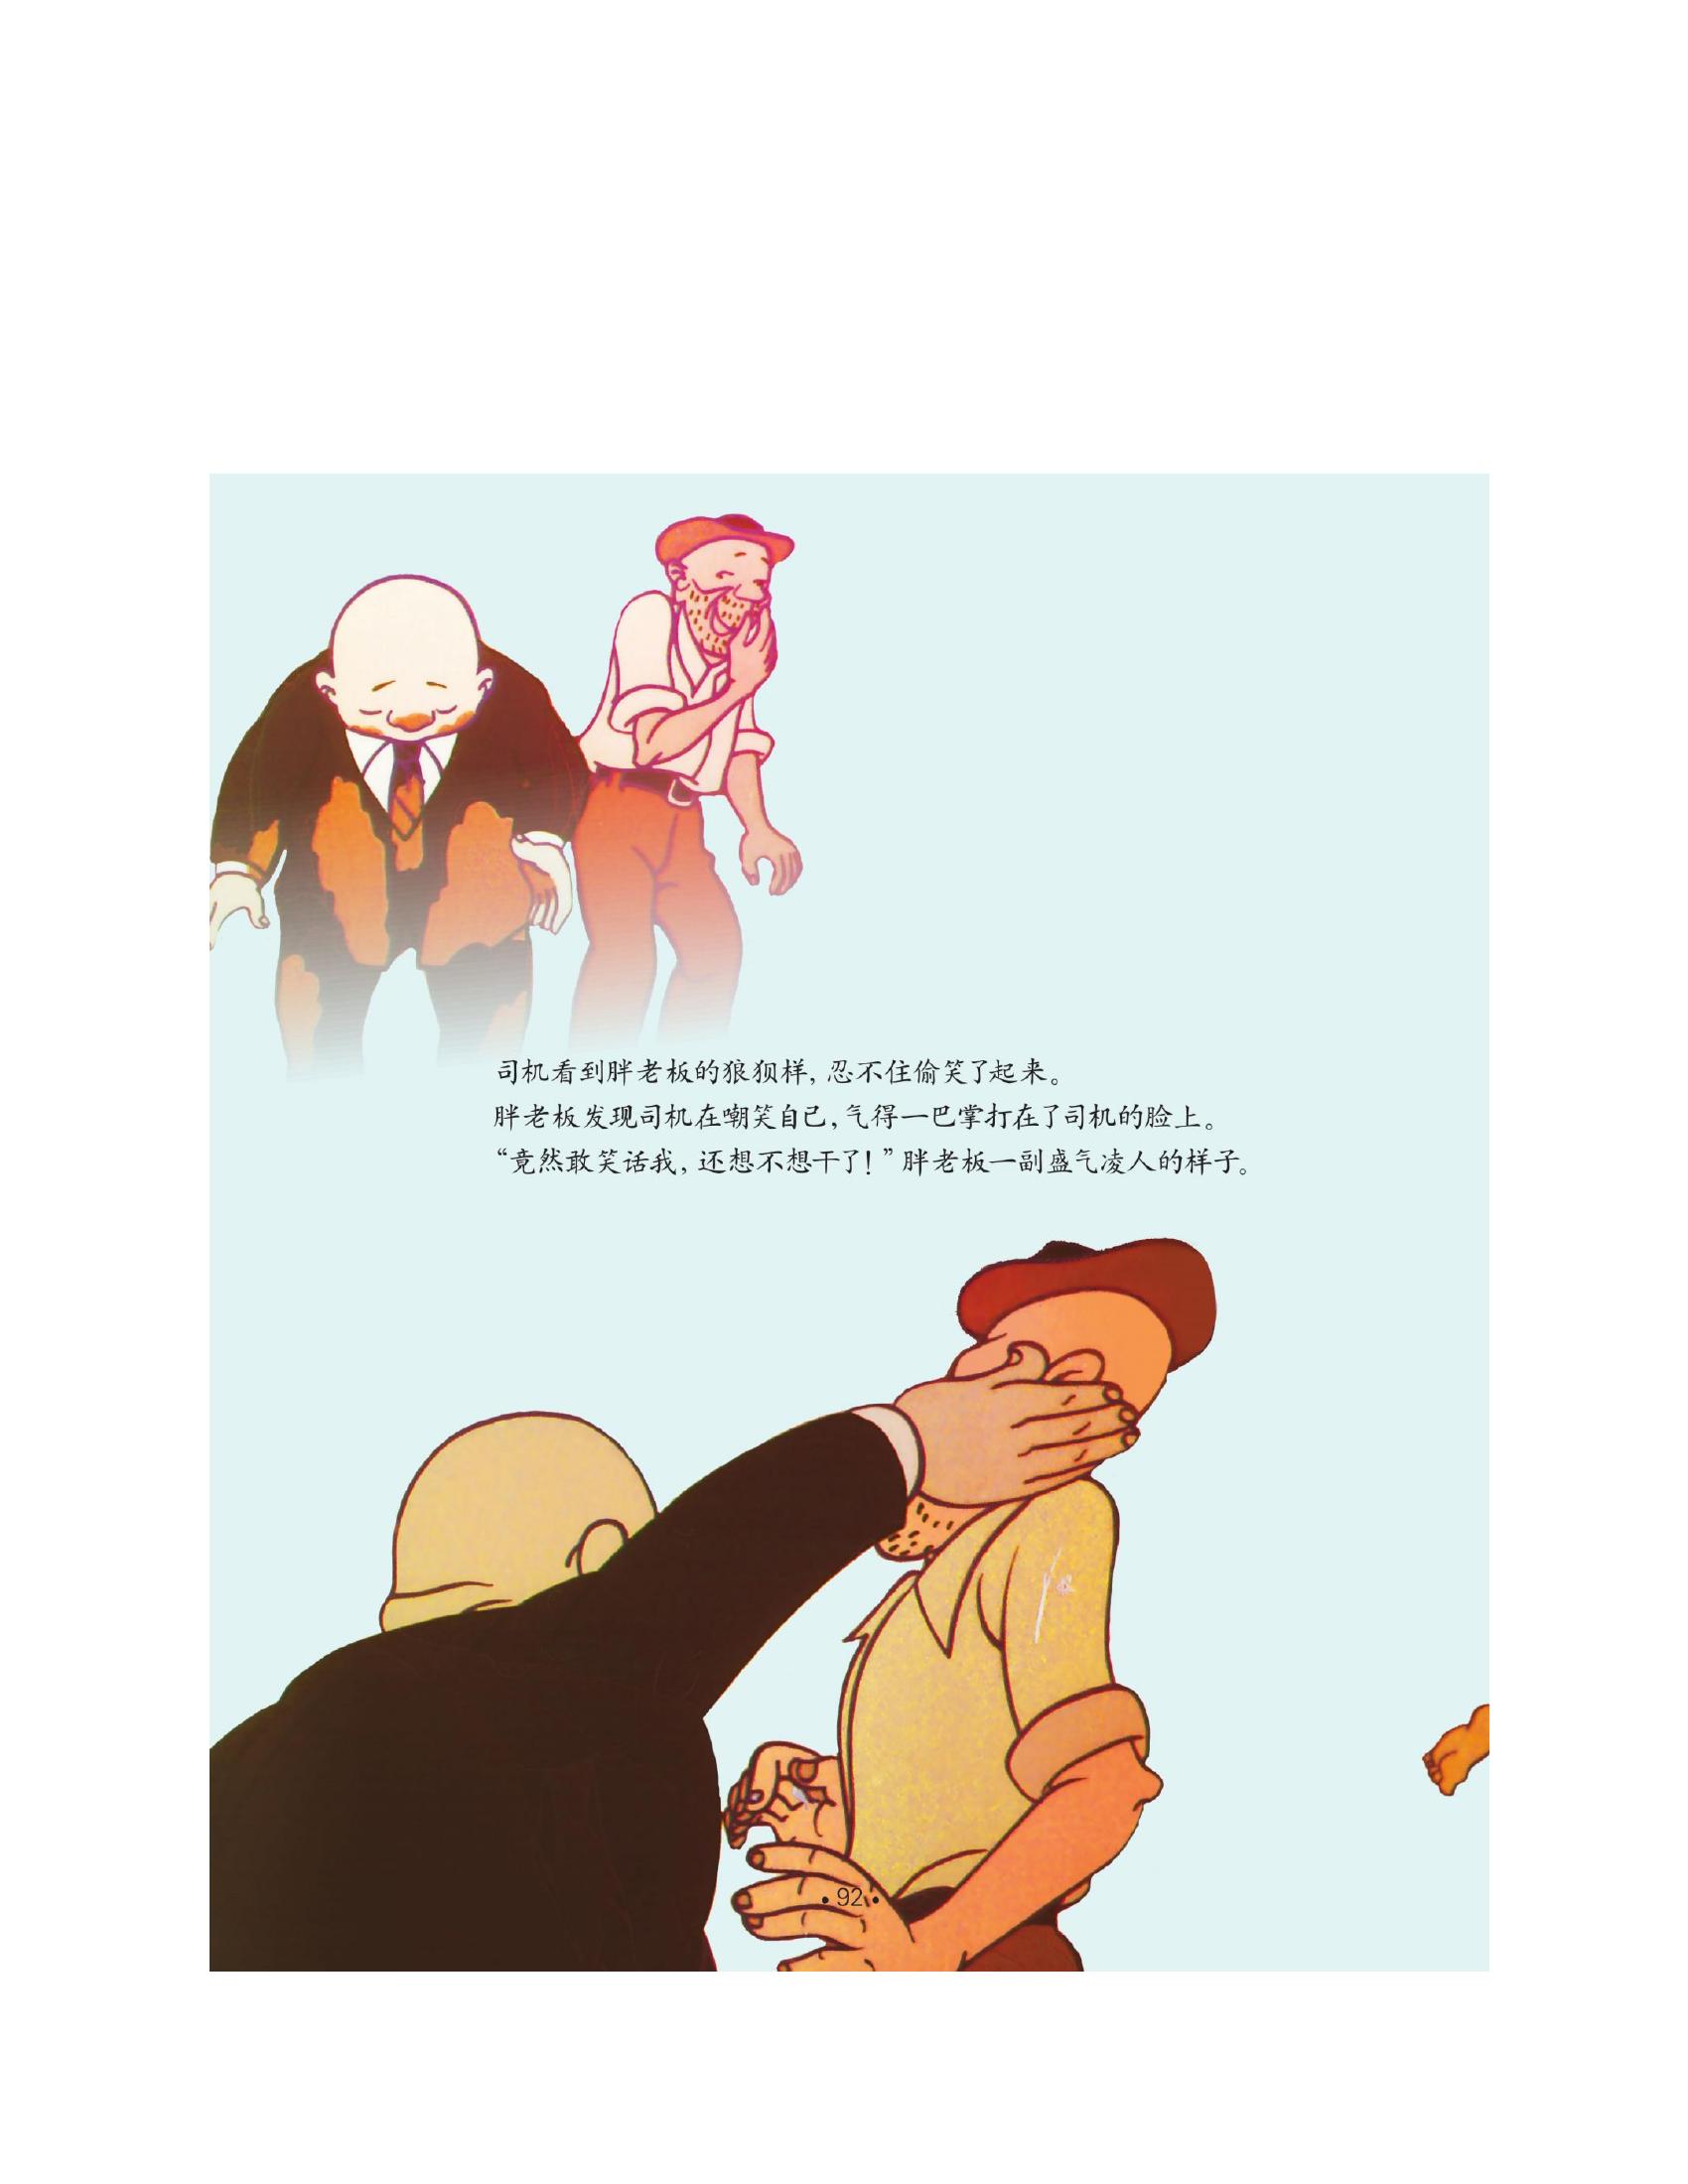 司机看到胖老板的狼狈样，忍不住偷笑了起来。
胖老板发现司机在嘲笑自己，气得一巴掌打在了司机的脸上。
“竟然敢笑话我，还想不想干了！”胖老板一副盛气凌人的样子。
• 92 •